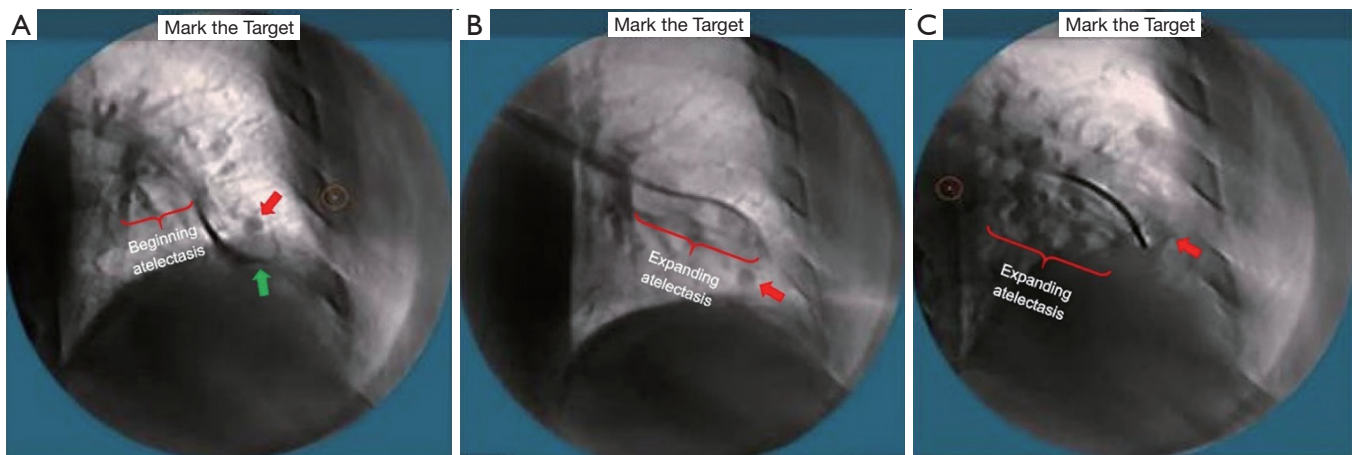 A
Mark the Target
Beginning
atelectasis
B
Mark the Target
Expanding
atelectasis
C
Mark the Target
Expanding
atelectasis